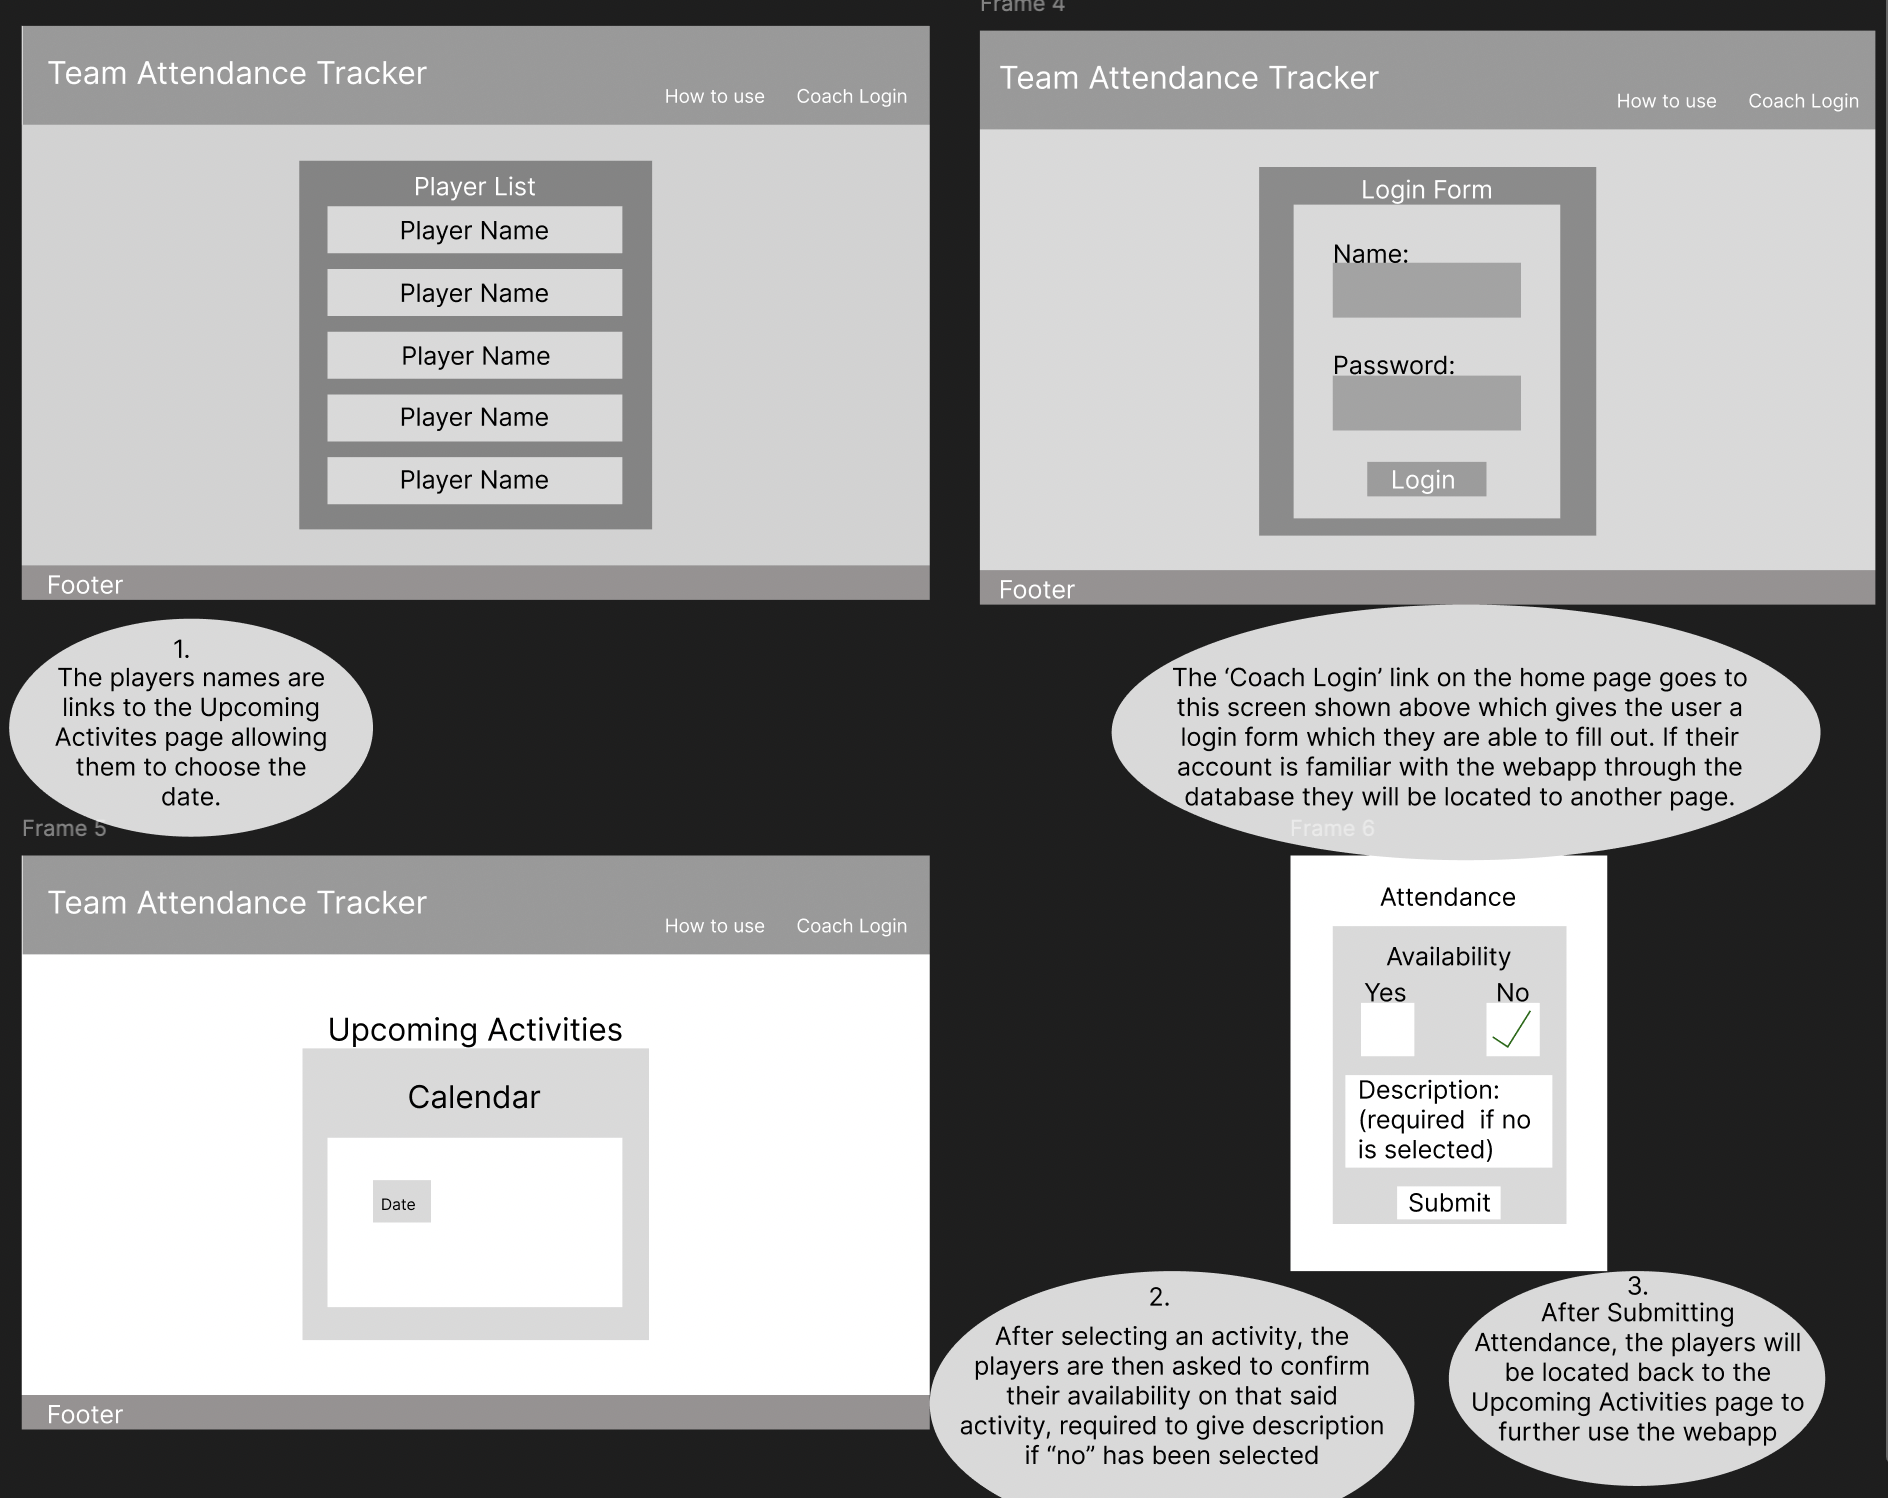 Team Attendance Tracker
How to use
Coach Login
Player List
Player Name
Player Name
Player Name
Player Name
Player Name
Footer
1.
The players names are
links to the Upcoming
Activites page allowing
them to choose the
date.
Frame 4
Team Attendance Tracker
How to use
Coach Login
Login Form
Name:
Password:
Login
Footer
The ‘Coach Login’ link on the home page goes to
this screen shown above which gives the user a
login form which they are able to fill out. If their
account is familiar with the webapp through the
database they will be located to another page.
Frame 5
Team Attendance Tracker
How to use
Coach Login
Upcoming Activities
Calendar
Date
Footer
Frame 6
Attendance
Availability
Yes
No
Description:
(required  if no
is selected)
Submit
2.
After selecting an activity, the
players are then asked to confirm
their availability on that said
activity, required to give description
if “no” has been selected
3.
After Submitting
Attendance, the players will
be located back to the
Upcoming Activities page to
further use the webapp